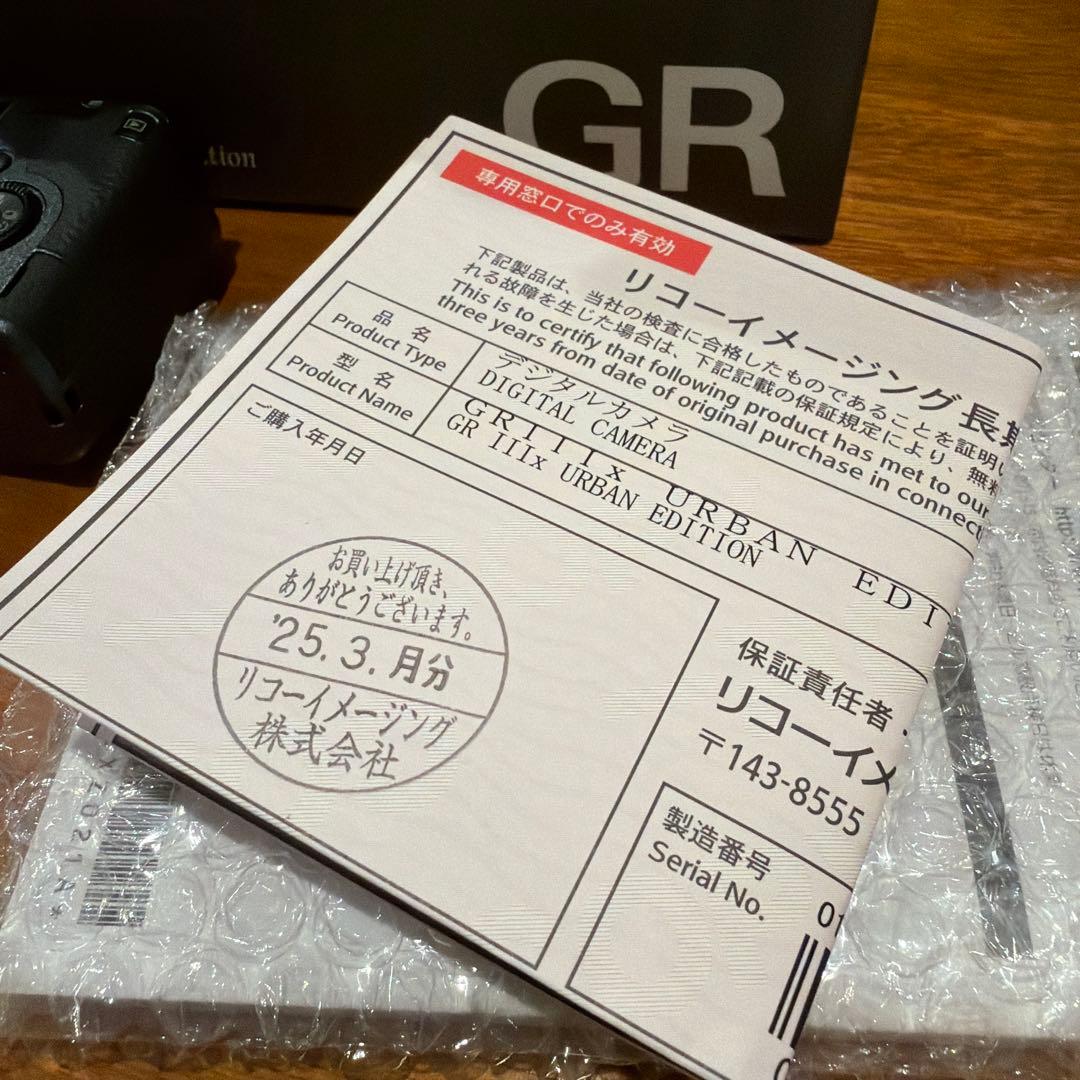 GR
ition
専用窓口でのみ有効
リコーイメージング長期
下記製品は、当社の検査に合格したものであることを証明し
れる故障を生じた場合は、下記記載の保証規定により、無料
This is to certify that following product has met to our
three years from date of original purchase in connecti
品 名
Product Type
デジタルカメラ
DIGITAL CAMERA
型 名
Product Name
GRIIIx URBAN EDI
GR IIIx URBAN EDITION
ご購入年月日
お買い上げ頂き、
ありがとうございます。
'25.3.月分
リコーイメージング
株式会社
保証責任者
リコーイメ
〒143-8555
製造番号
Serial No.
01